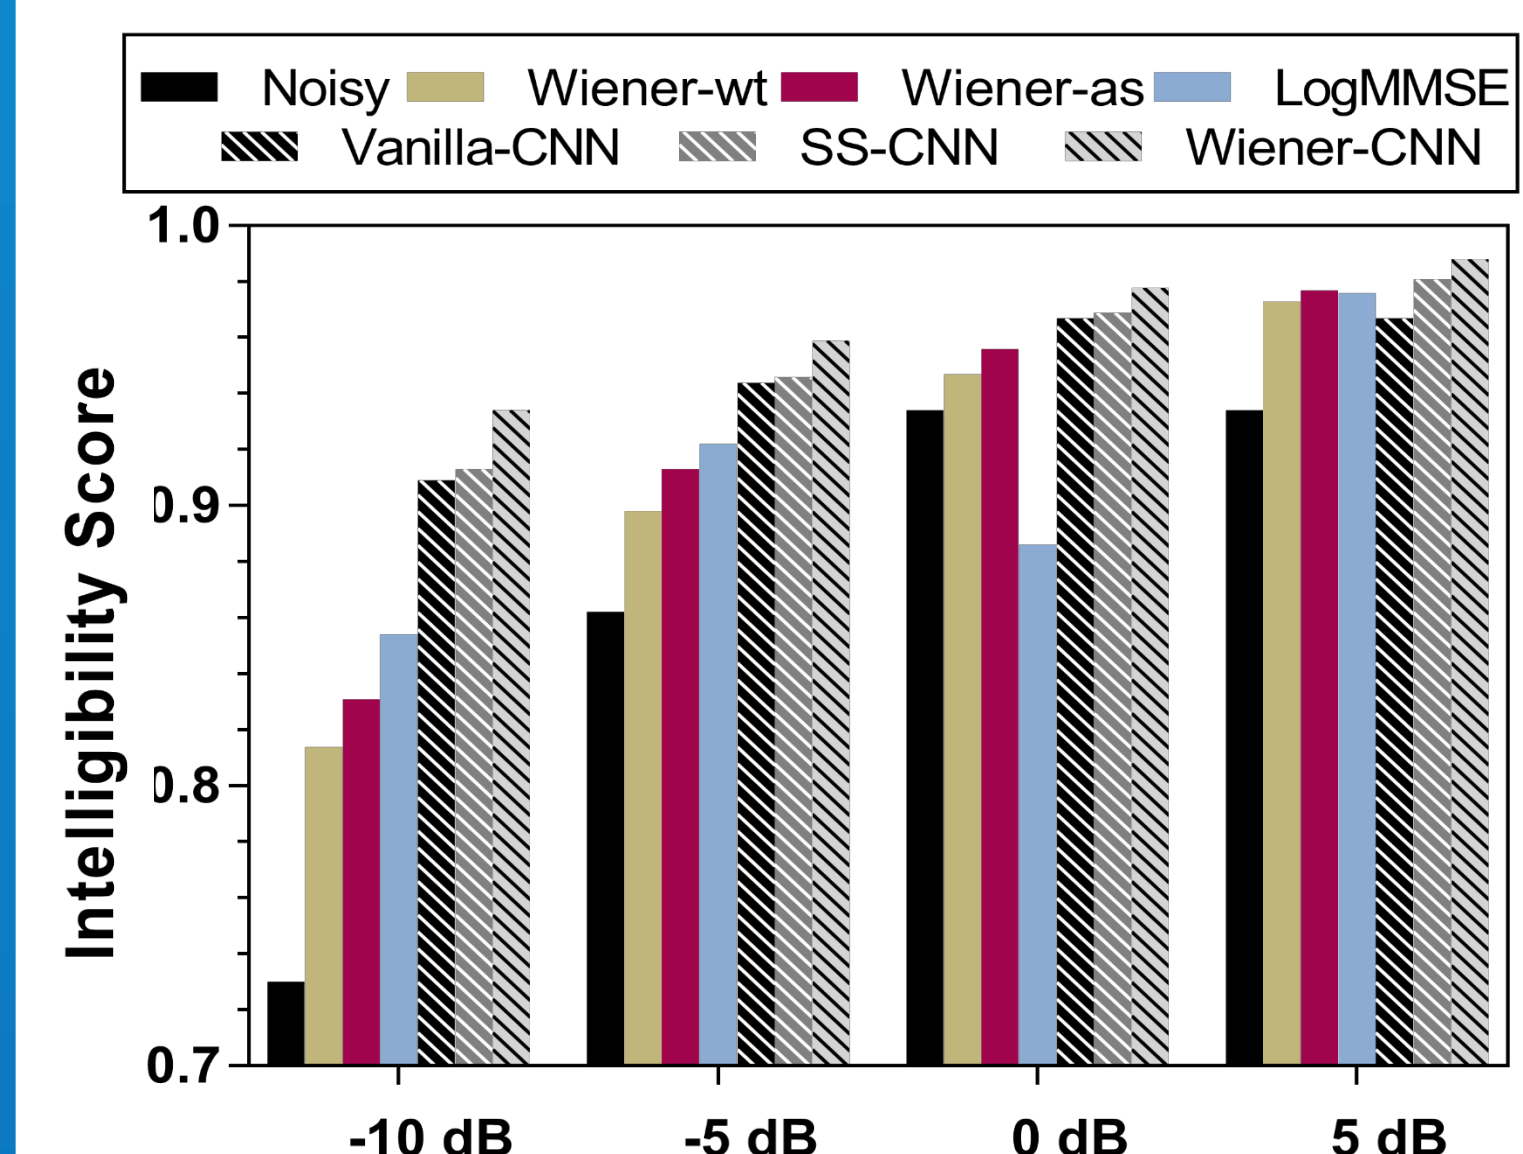 Noisy Wiener-wt Wiener-as LogMMSE
Vanilla-CNN SS-CNN Wiener-CNN
1.0
0.9
0.8
0.7
Intelligibility Score
-10 dB -5 dB 0 dB 5 dB